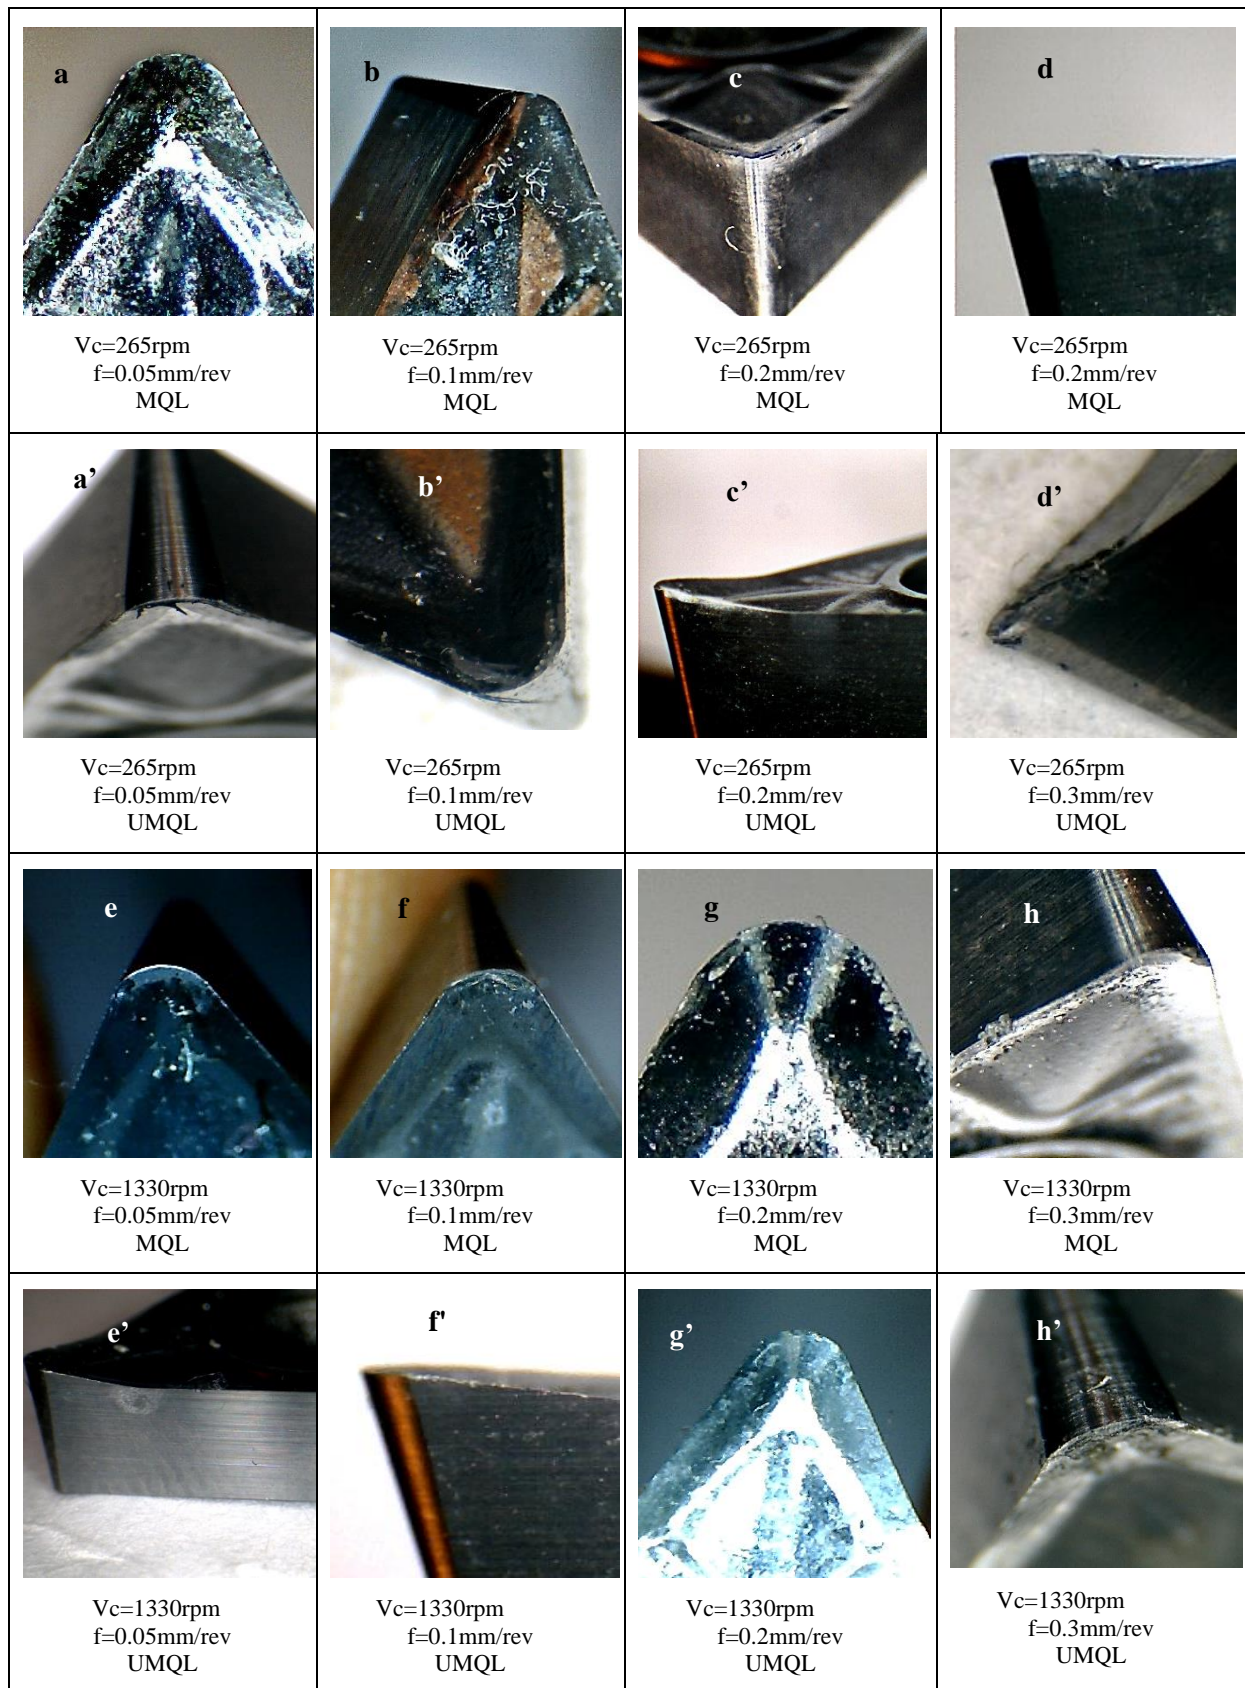 a
Vc=265rpm
f=0.05mm/rev
MQL
b
Vc=265rpm
f=0.1mm/rev
MQL
c
Vc=265rpm
f=0.2mm/rev
MQL
d
Vc=265rpm
f=0.2mm/rev
MQL
a’
Vc=265rpm
f=0.05mm/rev
UMQL
b’
Vc=265rpm
f=0.1mm/rev
UMQL
c’
Vc=265rpm
f=0.2mm/rev
UMQL
d’
Vc=265rpm
f=0.3mm/rev
UMQL
e
Vc=1330rpm
f=0.05mm/rev
MQL
f
Vc=1330rpm
f=0.1mm/rev
MQL
g
Vc=1330rpm
f=0.2mm/rev
MQL
h
Vc=1330rpm
f=0.3mm/rev
MQL
e’
Vc=1330rpm
f=0.05mm/rev
UMQL
f'
Vc=1330rpm
f=0.1mm/rev
UMQL
g’
Vc=1330rpm
f=0.2mm/rev
UMQL
h’
Vc=1330rpm
f=0.3mm/rev
UMQL